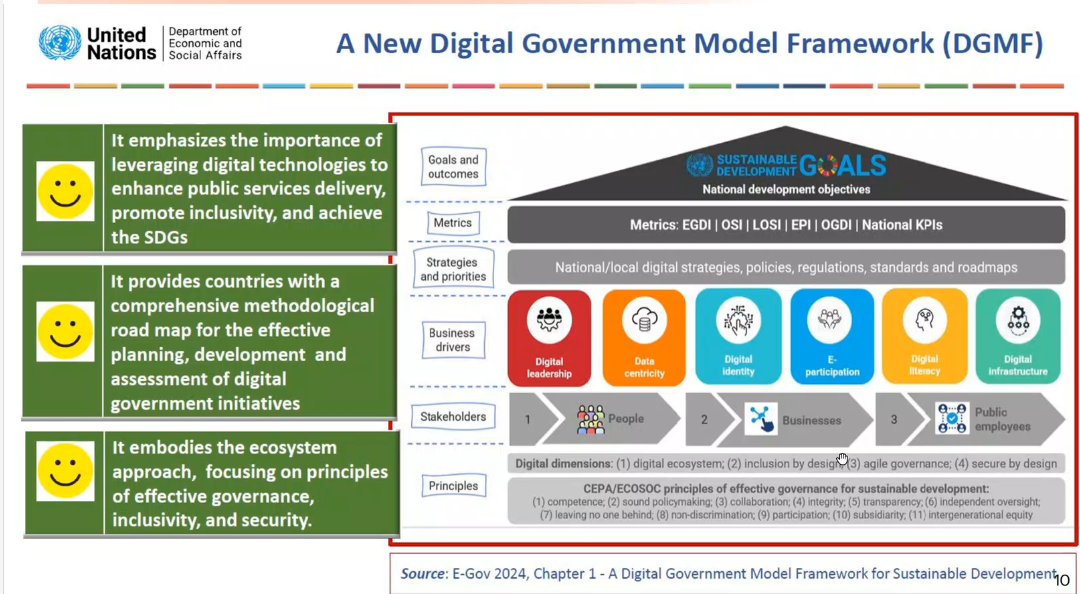 United
Nations
Department of
Economic and
Social Affairs
A New Digital Government Model Framework (DGMF)
It emphasizes the importance of
leveraging digital technologies to
enhance public services delivery,
promote inclusivity, and achieve
the SDGs
It provides countries with a
comprehensive methodological
road map for the effective
planning, development and
assessment of digital
government initiatives
It embodies the ecosystem
approach, focusing on principles
of effective governance,
inclusivity, and security.
Goals and
outcomes
SUSTAINABLE
DEVELOPMENT
GOALS
National development objectives
Metrics
Metrics: EGDI | OSI | LOSI | EPI | OGDI | National KPIs
Strategies
and priorities
National/local digital strategies, policies, regulations, standards and roadmaps
Business
drivers
Digital
leadership
Data
centricity
Digital
identity
E-
participation
Digital
literacy
Digital
infrastructure
Stakeholders
1
People
2
Businesses
3
Public
employees
Principles
Digital dimensions: (1) digital ecosystem; (2) inclusion by design; (3) agile governance; (4) secure by design
CEPA/ECOSOC principles of effective governance for sustainable development:
(1) competence; (2) sound policymaking; (3) collaboration; (4) integrity; (5) transparency; (6) independent oversight;
(7) leaving no one behind; (8) non-discrimination; (9) participation; (10) subsidiarity; (11) intergenerational equity
Source: E-Gov 2024, Chapter 1 - A Digital Government Model Framework for Sustainable Development
10